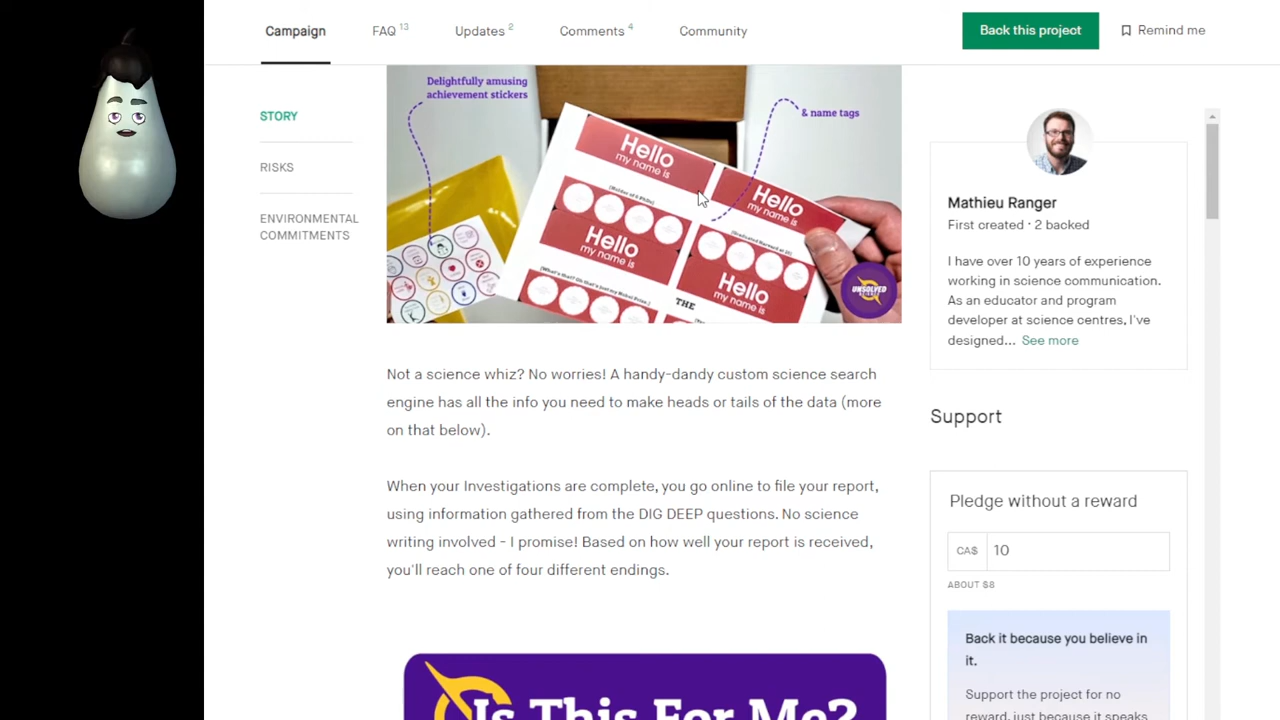 Campaign
FAQ 13
Updates 2
Comments 4
Community
Back this project
Remind me
STORY
RISKS
ENVIRONMENTAL
COMMITMENTS
Delightfully amusing
achievement stickers
& name tags
Hello
my name is
Hello
my name is
Hello
my name is
Hello
my name is
THE
UNSOLVED
SCIENCE
Not a science whiz? No worries! A handy-dandy custom science search
engine has all the info you need to make heads or tails of the data (more
on that below).
When your Investigations are complete, you go online to file your report,
using information gathered from the DIG DEEP questions. No science
writing involved - I promise! Based on how well your report is received,
you'll reach one of four different endings.
Is This For Me?
Mathieu Ranger
First created · 2 backed
I have over 10 years of experience
working in science communication.
As an educator and program
developer at science centres, I've
designed... See more
Support
Pledge without a reward
CA$ 10
ABOUT $8
Back it because you believe in
it.
Support the project for no
reward, just because it speaks